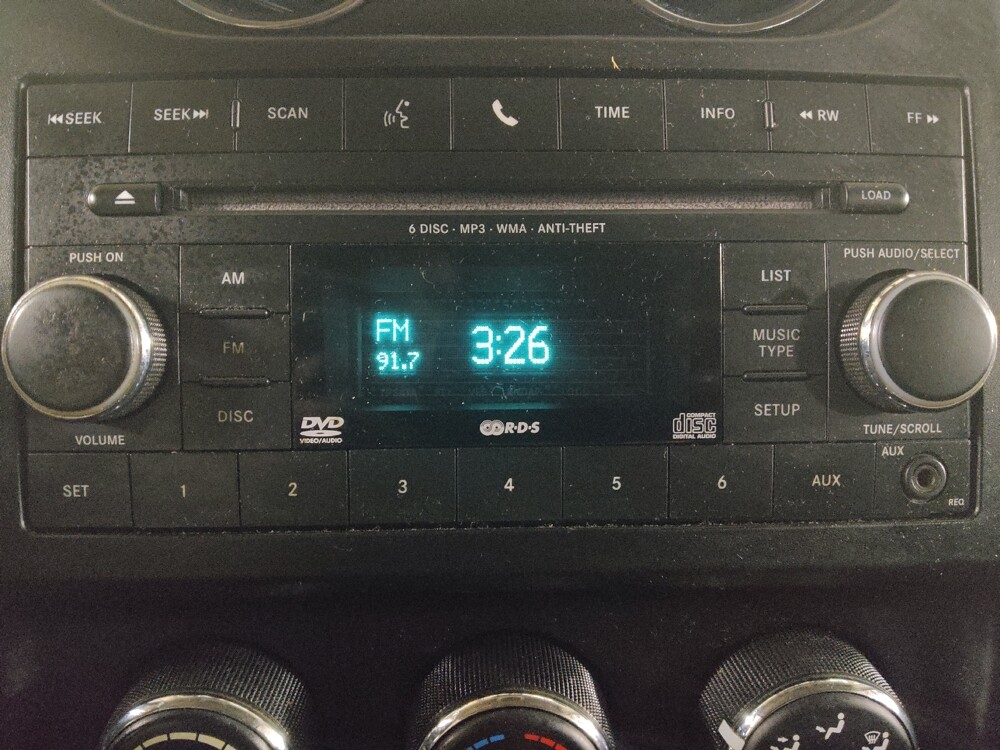 SEEK
SEEK
SCAN
TIME
INFO
RW
FF
LOAD
6 DISC · MP3 · WMA · ANTI-THEFT
PUSH ON
AM
LIST
PUSH AUDIO/SELECT
FM
91.7
3:26
FM
MUSIC
TYPE
DISC
SETUP
VOLUME
DVD
VIDEO/AUDIO
R·D·S
COMPACT
disc
DIGITAL AUDIO
TUNE/SCROLL
SET
1
2
3
4
5
6
AUX
AUX
REQ